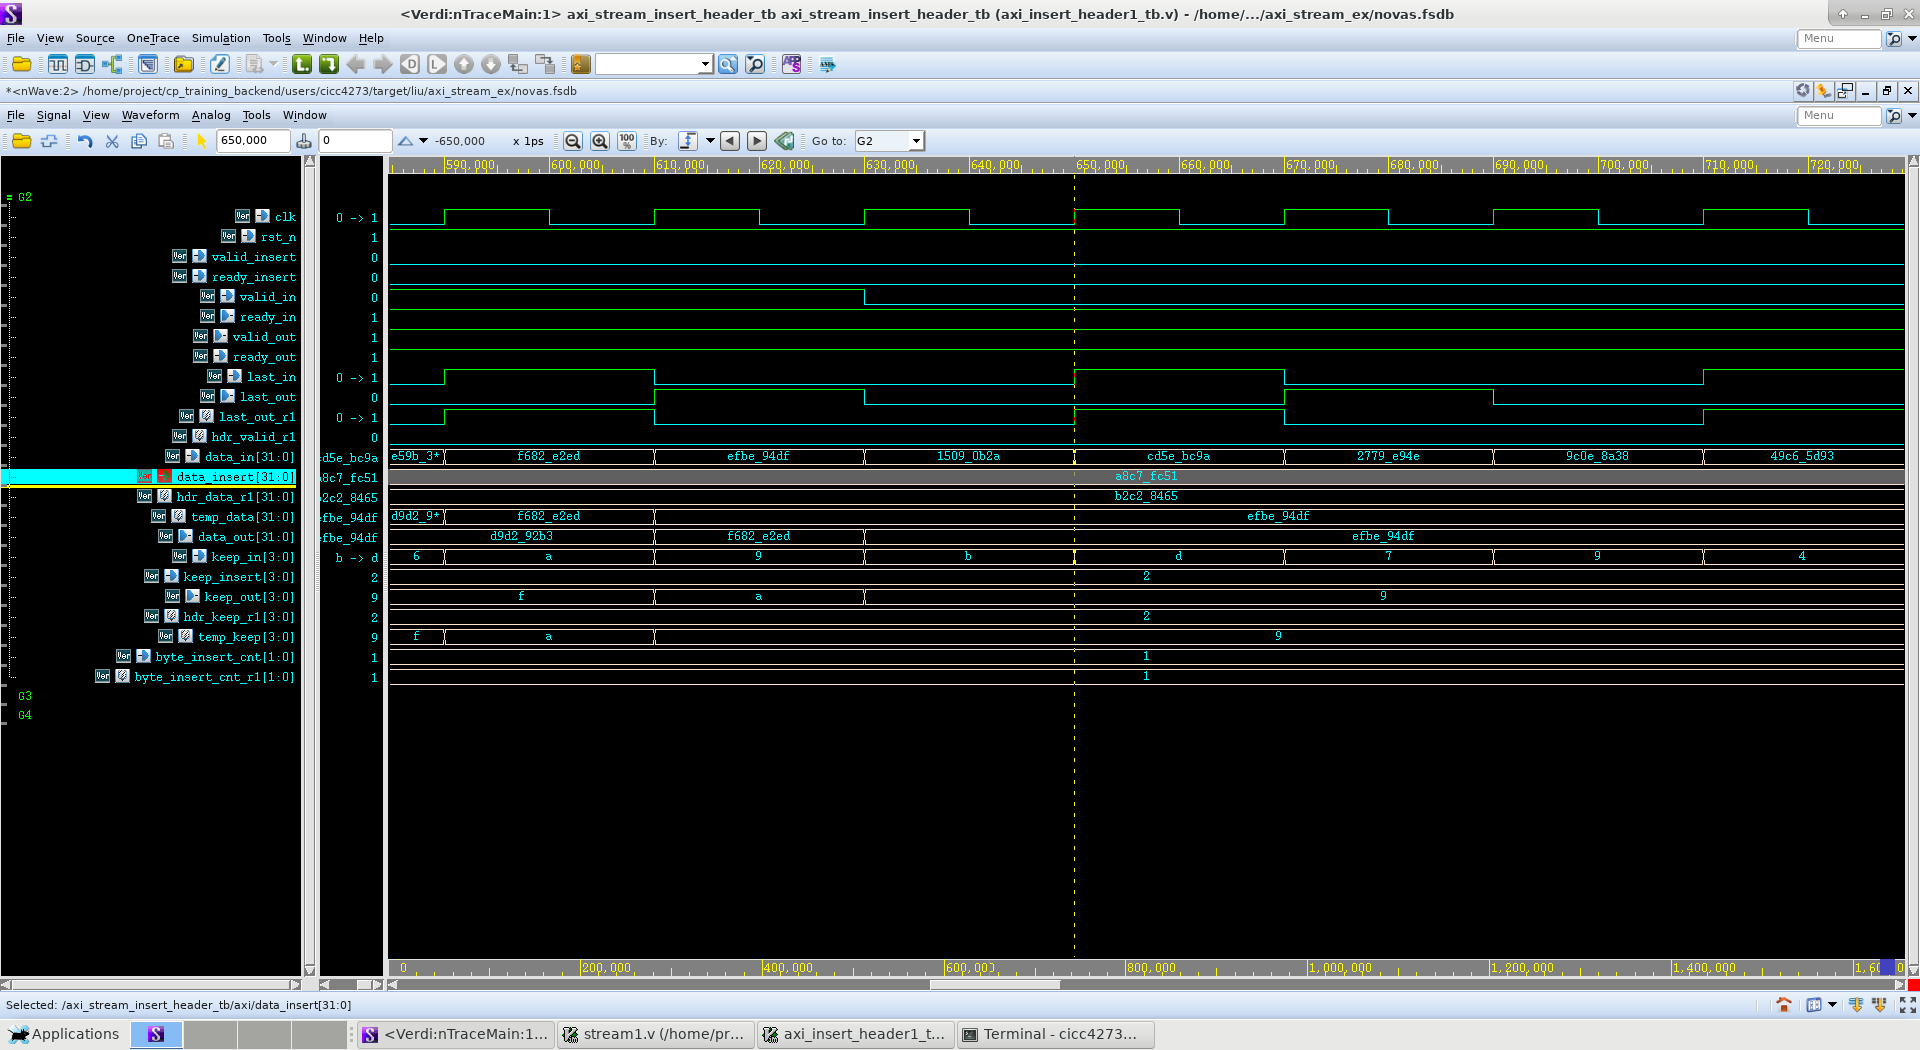 <Verdi:nTraceMain:1> axi_stream_insert_header_tb axi_stream_insert_header_tb (axi_insert_header1_tb.v) - /home/.../axi_stream_ex/novas.fsdb
File View Source OneTrace Simulation Tools Window Help
Menu
*<nWave:2> /home/project/cp_training_backend/users/cicc4273/target/liu/axi_stream_ex/novas.fsdb
File Signal View Waveform Analog Tools Window
Menu
650,000 0 -650,000 x 1ps 100 % By: Go to: G2
590,000 600,000 610,000 620,000 630,000 640,000 650,000 660,000 670,000 680,000 690,000 700,000 710,000 720,000
G2
clk 0 -> 1
rst_n 1
valid_insert 0
ready_insert 0
valid_in 0
ready_in 1
valid_out 1
ready_out 1
last_in 0 -> 1
last_out 0
last_out_r1 0 -> 1
hdr_valid_r1 0
data_in[31:0] cd5e_bc9a e59b_3* f682_e2ed efbe_94df 1509_0b2a cd5e_bc9a 2779_e94e 9c0e_8a38 49c6_5d93
data_insert[31:0] a8c7_fc51 a8c7_fc51
hdr_data_r1[31:0] b2c2_8465 b2c2_8465
temp_data[31:0] efbe_94df d9d2_9* f682_e2ed efbe_94df
data_out[31:0] efbe_94df d9d2_92b3 f682_e2ed efbe_94df
keep_in[3:0] b -> d 6 a 9 b d 7 9 4
keep_insert[3:0] 2 2
keep_out[3:0] 9 f a 9
hdr_keep_r1[3:0] 2 2
temp_keep[3:0] 9 f a 9
byte_insert_cnt[1:0] 1 1
byte_insert_cnt_r1[1:0] 1 1
G3
G4
0 200,000 400,000 600,000 800,000 1,000,000 1,200,000 1,400,000
Selected: /axi_stream_insert_header_tb/axi/data_insert[31:0]
Applications <Verdi:nTraceMain:1... stream1.v (/home/pr... axi_insert_header1_t... Terminal - cicc4273...